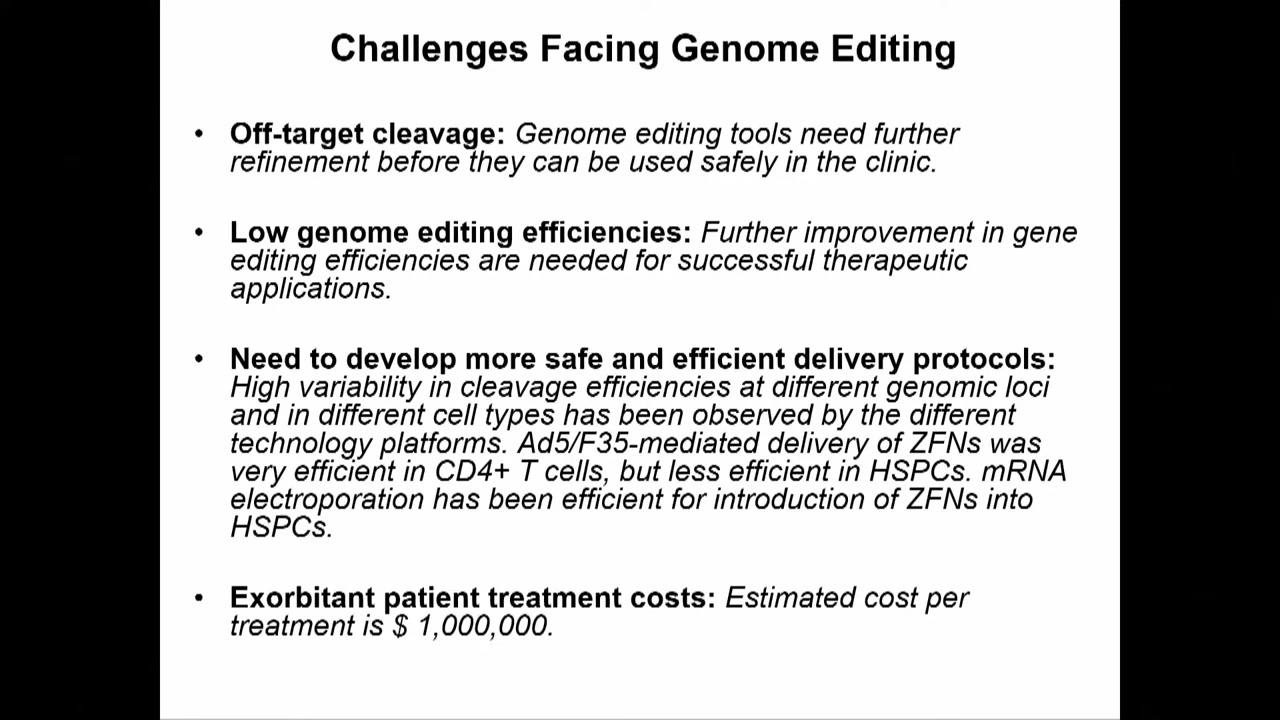 Challenges Facing Genome Editing
• Off-target cleavage: Genome editing tools need further
refinement before they can be used safely in the clinic.
• Low genome editing efficiencies: Further improvement in gene
editing efficiencies are needed for successful therapeutic
applications.
• Need to develop more safe and efficient delivery protocols:
High variability in cleavage efficiencies at different genomic loci
and in different cell types has been observed by the different
technology platforms. Ad5/F35-mediated delivery of ZFNs was
very efficient in CD4+ T cells, but less efficient in HSPCs. mRNA
electroporation has been efficient for introduction of ZFNs into
HSPCs.
• Exorbitant patient treatment costs: Estimated cost per
treatment is $ 1,000,000.